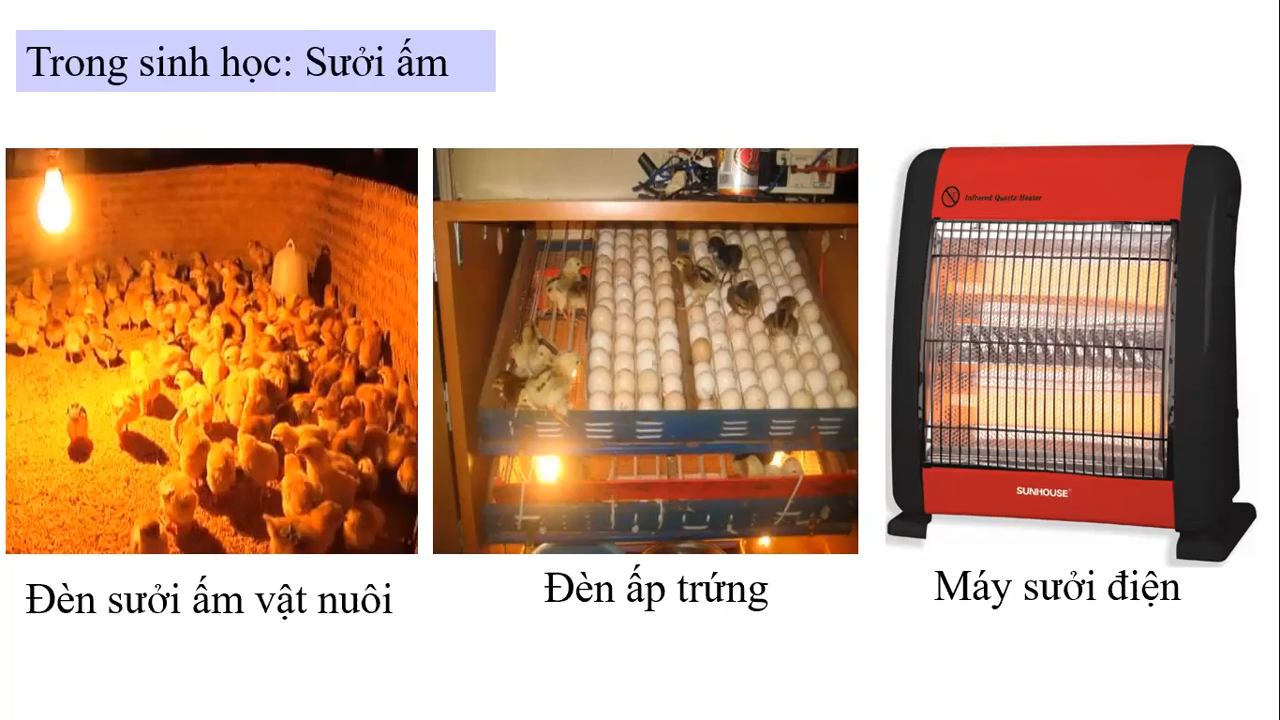 Trong sinh học: Sưởi ấm
Infrared Quartz Heater
SUNHOUSE
Đèn sưởi ấm vật nuôi
Đèn ấp trứng
Máy sưởi điện